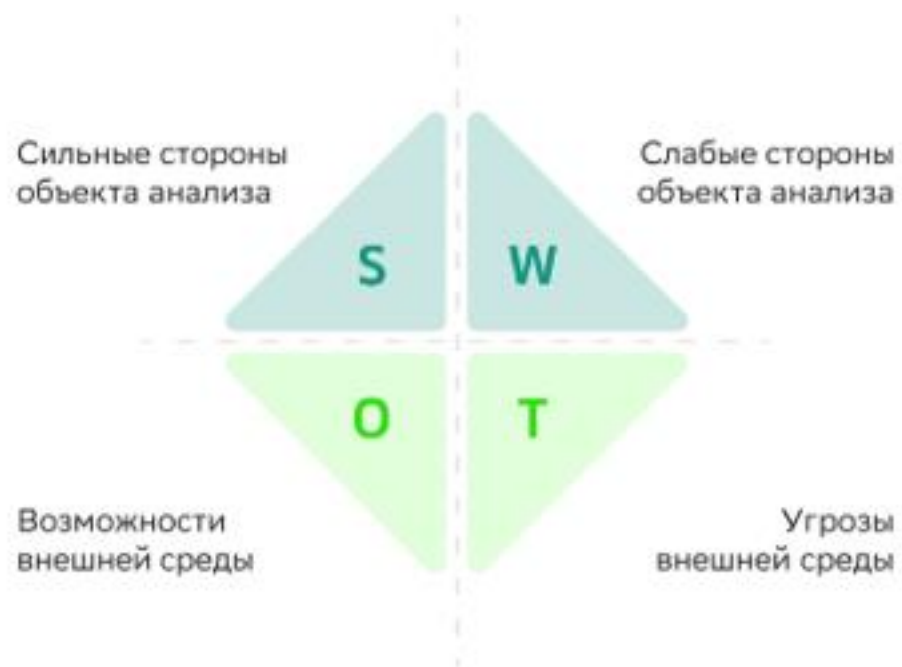 Сильные стороны
объекта анализа
Слабые стороны
объекта анализа
S
W
O
T
Возможности
внешней среды
Угрозы
внешней среды